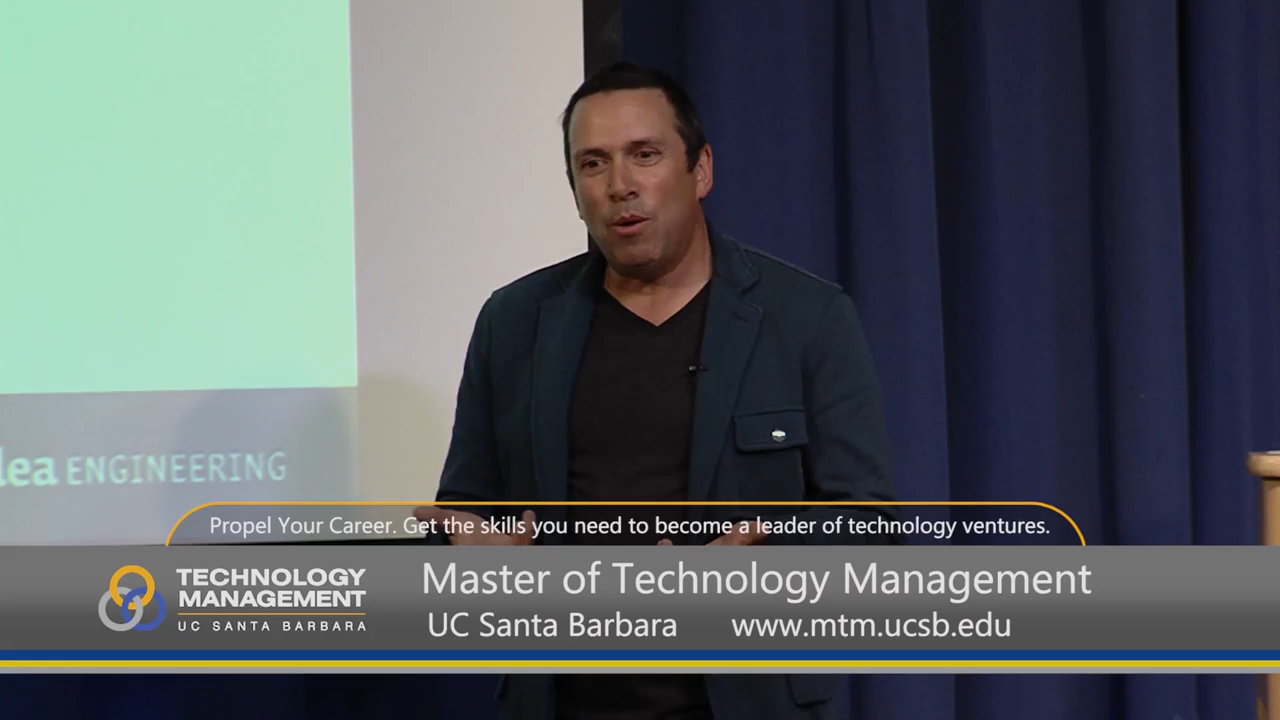 ENGINEERING
Propel Your Career. Get the skills you need to become a leader of technology ventures.
TECHNOLOGY
MANAGEMENT
UC SANTA BARBARA
Master of Technology Management
UC Santa Barbara www.mtm.ucsb.edu